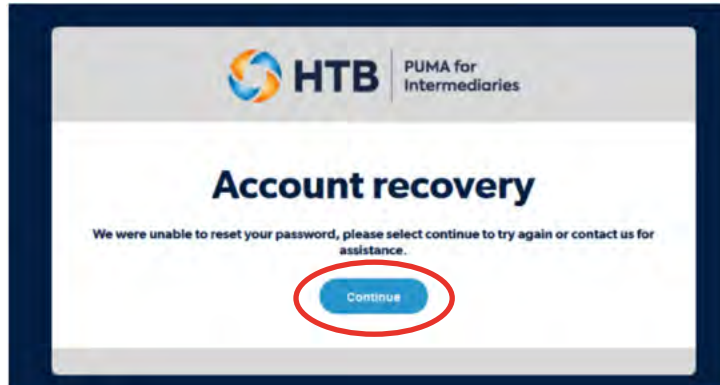 HTB
PUMA for
Intermediaries
Account recovery
We were unable to reset your password, please select continue to try again or contact us for
assistance.
Continue